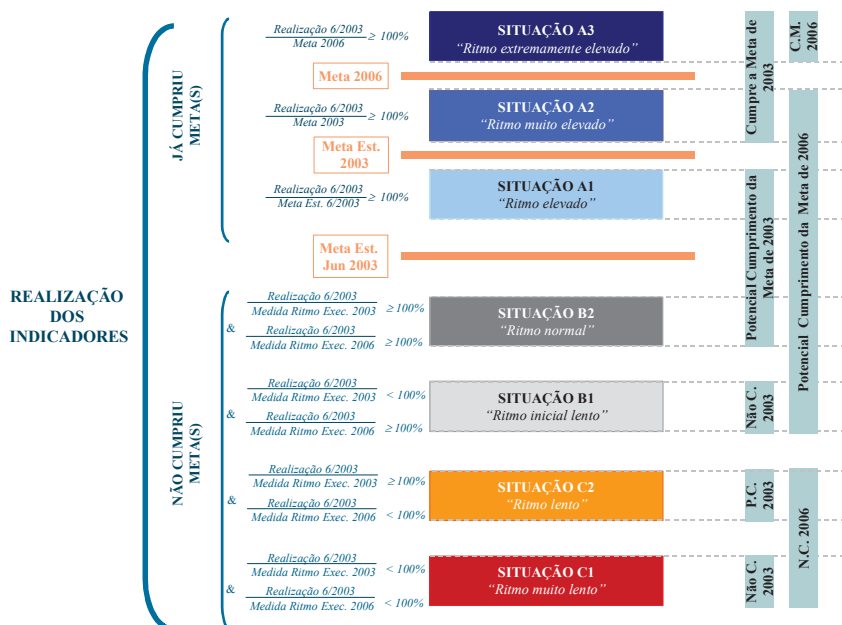 REALIZAÇÃO
DOS
INDICADORES
JÁ CUMPRIU
META(S)
Realização 6/2003
Meta 2006
≥ 100%
SITUAÇÃO A3
“Ritmo extremamente elevado”
Meta 2006
Realização 6/2003
Meta 2003
≥ 100%
SITUAÇÃO A2
“Ritmo muito elevado”
Meta Est.
2003
Realização 6/2003
Meta Est. 6/2003
≥ 100%
SITUAÇÃO A1
“Ritmo elevado”
Meta Est.
Jun 2003
NÃO CUMPRIU
META(S)
Realização 6/2003
Medida Ritmo Exec. 2003
≥ 100%
&
Realização 6/2003
Medida Ritmo Exec. 2006
≥ 100%
SITUAÇÃO B2
“Ritmo normal”
Realização 6/2003
Medida Ritmo Exec. 2003
< 100%
&
Realização 6/2003
Medida Ritmo Exec. 2006
≥ 100%
SITUAÇÃO B1
“Ritmo inicial lento”
Realização 6/2003
Medida Ritmo Exec. 2003
≥ 100%
&
Realização 6/2003
Medida Ritmo Exec. 2006
< 100%
SITUAÇÃO C2
“Ritmo lento”
Realização 6/2003
Medida Ritmo Exec. 2003
< 100%
&
Realização 6/2003
Medida Ritmo Exec. 2006
< 100%
SITUAÇÃO C1
“Ritmo muito lento”
Cumpre a Meta de
2003
Potencial Cumprimento da
Meta de 2003
Não C.
2003
P.C.
2003
Não C.
2003
C.M.
2006
Potencial Cumprimento da Meta de 2006
N.C. 2006